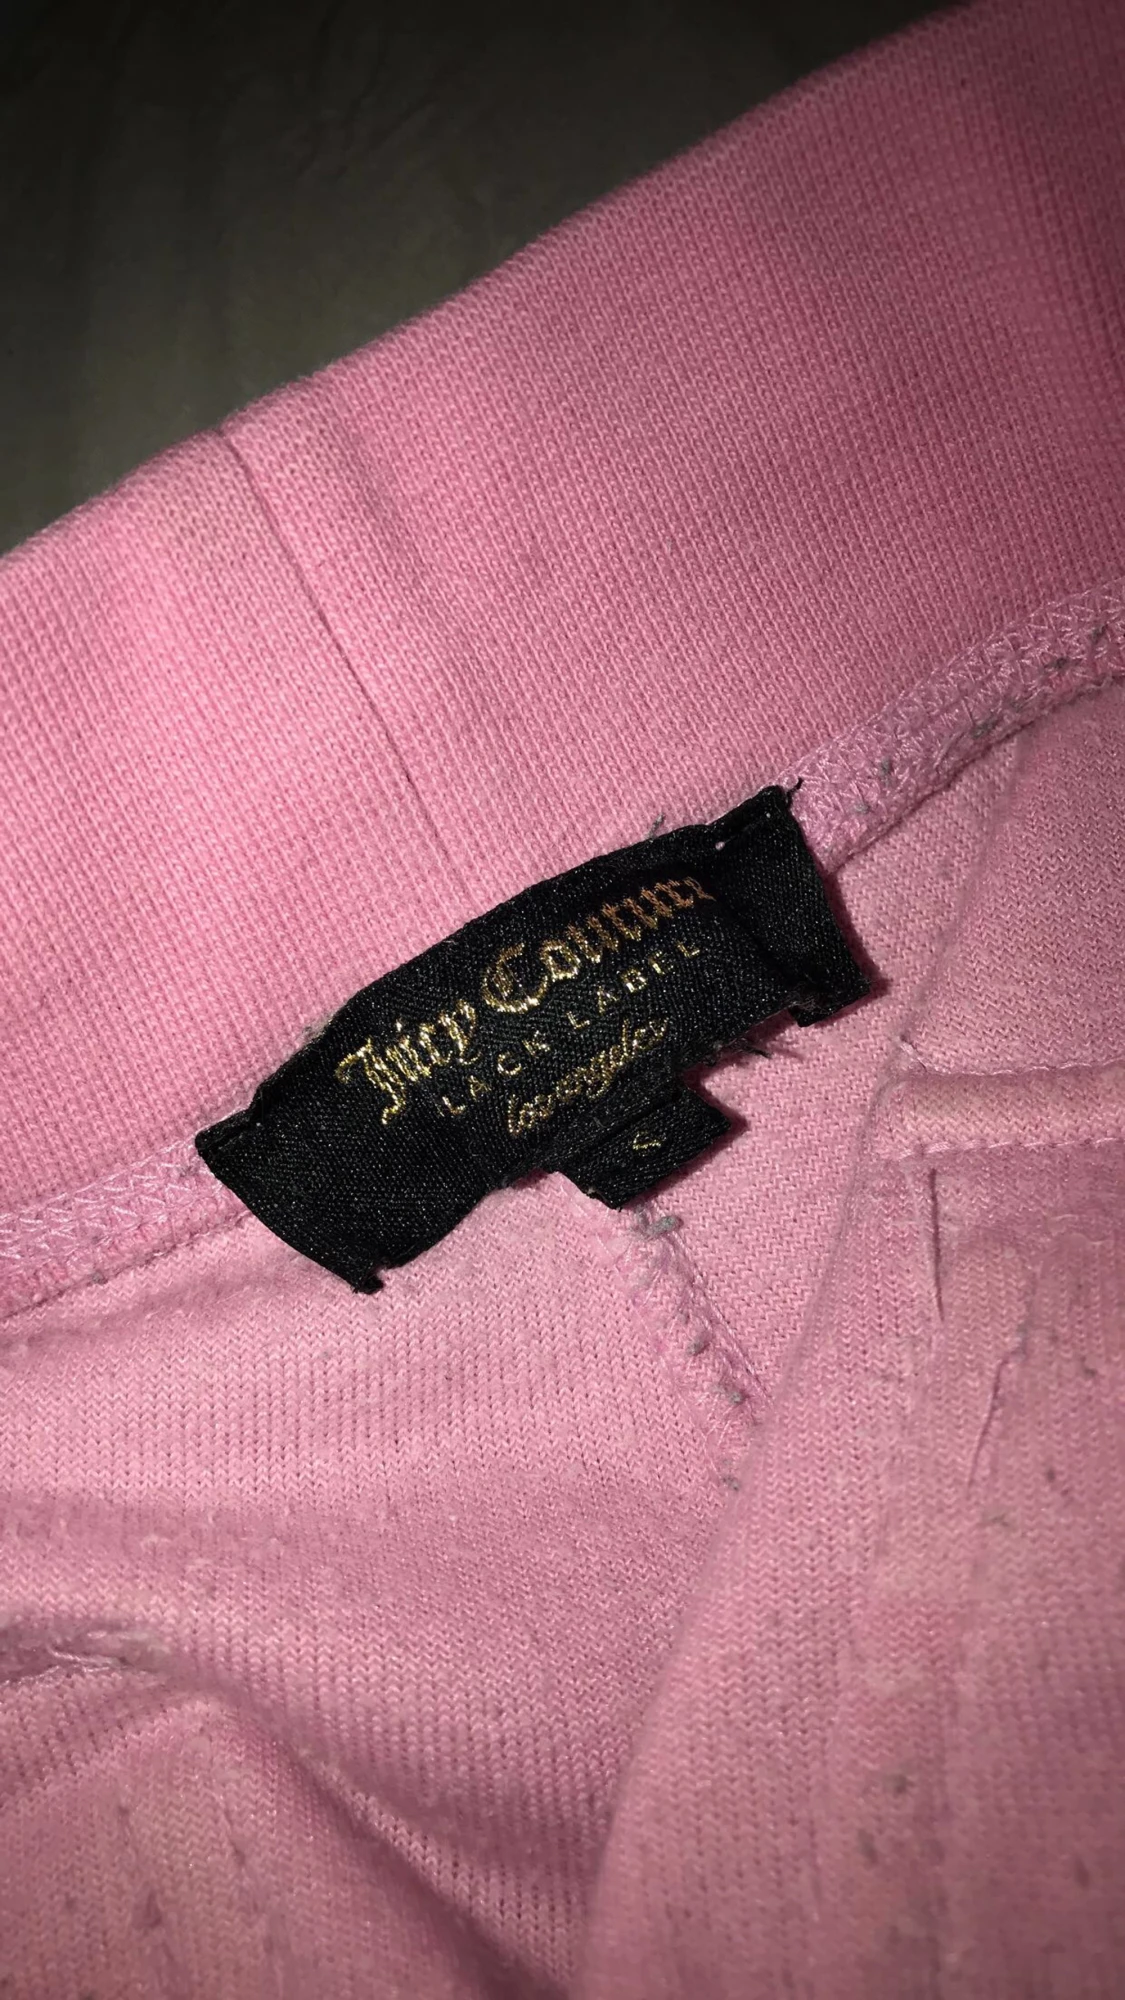 Juicy Couture
LACK LABEL
los angeles
S